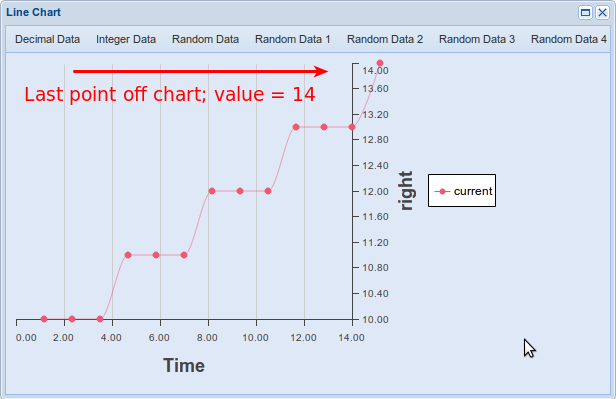 Line Chart
Decimal Data Integer Data Random Data Random Data 1 Random Data 2 Random Data 3 Random Data 4
Last point off chart; value = 14
14.00
13.60
13.20
12.80
12.40
12.00
11.60
11.20
10.80
10.40
10.00
right
current
0.00 2.00 4.00 6.00 8.00 10.00 12.00 14.00
Time